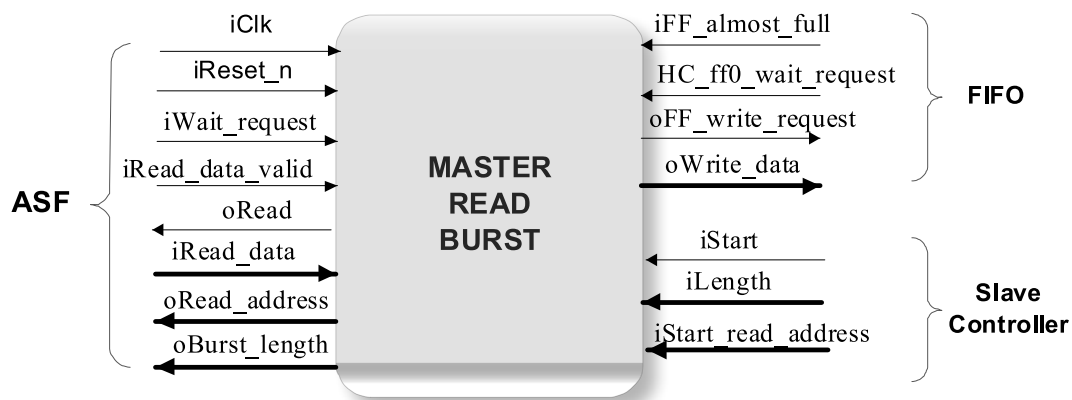 ASF
iClk
iReset_n
iWait_request
iRead_data_valid
oRead
iRead_data
oRead_address
oBurst_length
MASTER
READ
BURST
iFF_almost_full
HC_ff0_wait_request
oFF_write_request
oWrite_data
FIFO
iStart
iLength
iStart_read_address
Slave
Controller